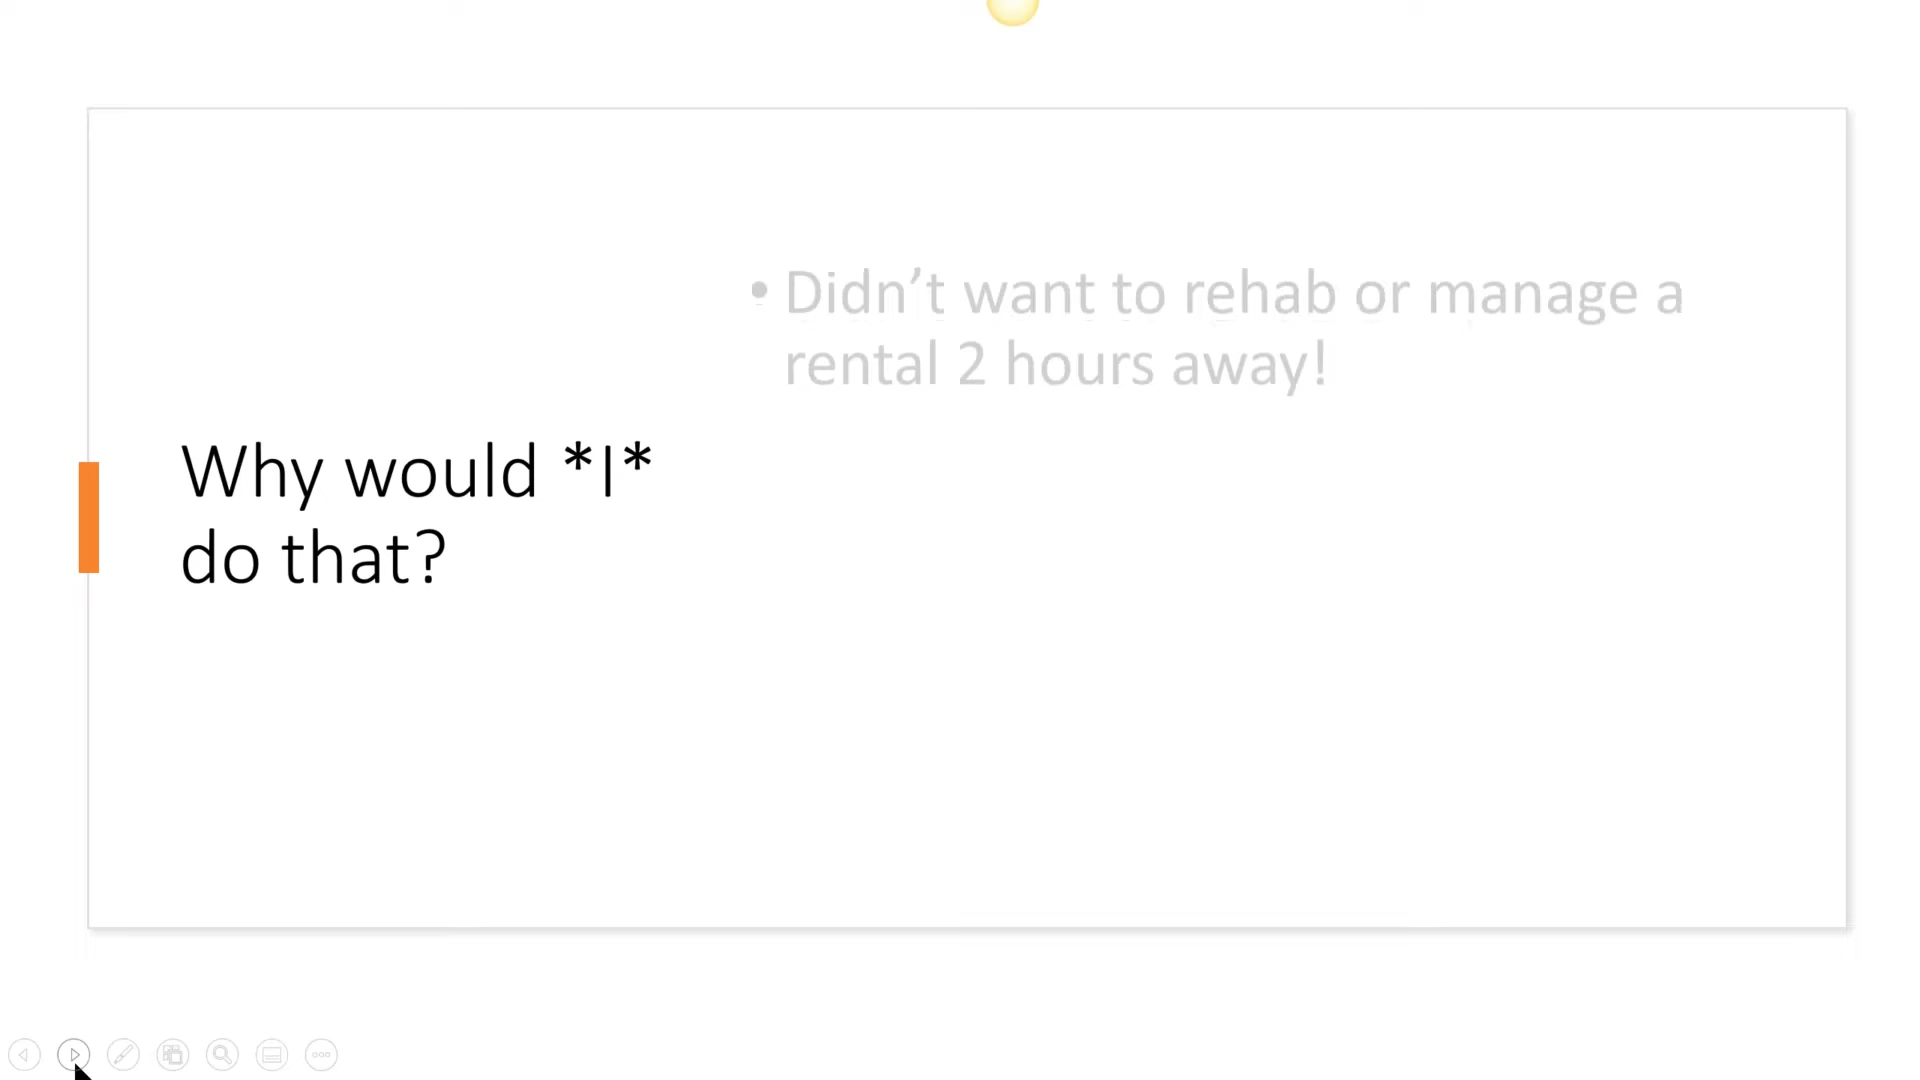 Why would *I*
do that?
• Didn’t want to rehab or manage a
rental 2 hours away!